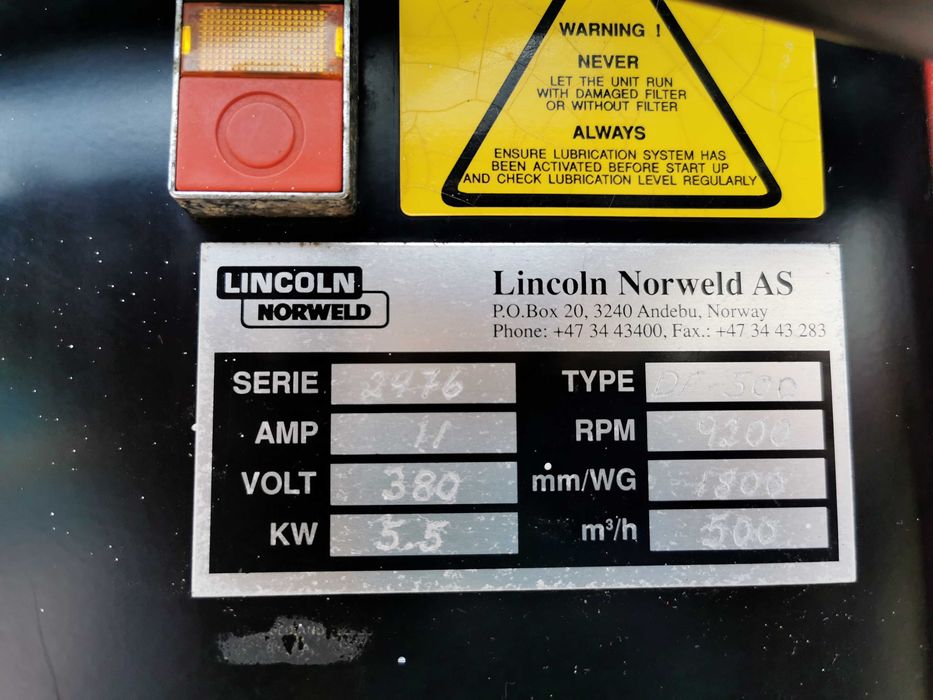 WARNING !
NEVER
LET THE UNIT RUN
WITH DAMAGED FILTER
OR WITHOUT FILTER
ALWAYS
ENSURE LUBRICATION SYSTEM HAS
BEEN ACTIVATED BEFORE START UP
AND CHECK LUBRICATION LEVEL REGULARLY
LINCOLN
NORWELD
Lincoln Norweld AS
P.O.Box 20, 3240 Andebu, Norway
Phone: +47 34 43400, Fax.: +47 34 43 283
SERIE 2476 TYPE DF-500
AMP 11 RPM 9200
VOLT 380 mm/WG 1800
KW 5.5 m³/h 500